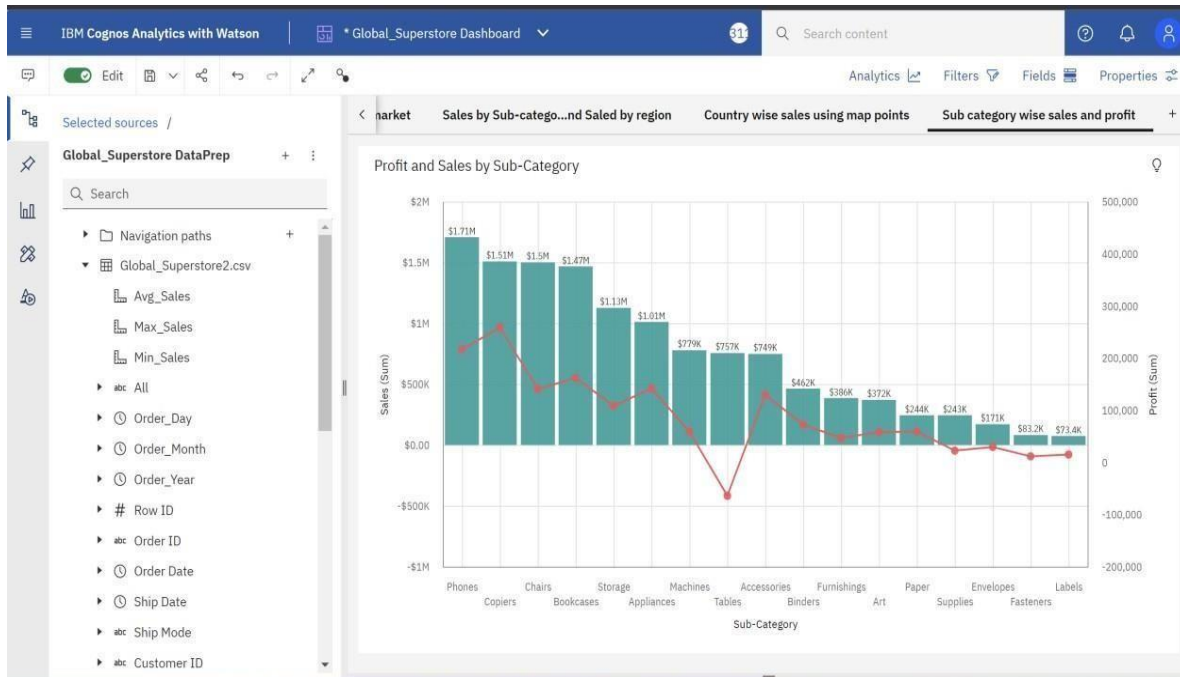 IBM Cognos Analytics with Watson
* Global_Superstore Dashboard
Search content
Edit
Analytics
Filters
Fields
Properties
Selected sources /
Global_Superstore DataPrep
Search
Navigation paths
Global_Superstore2.csv
Avg_Sales
Max_Sales
Min_Sales
abc All
Order_Day
Order_Month
Order_Year
# Row ID
abc Order ID
Order Date
Ship Date
abc Ship Mode
abc Customer ID
Sales by Sub-catego...nd Saled by region
Country wise sales using map points
Sub category wise sales and profit
Profit and Sales by Sub-Category
$2M
$1.5M
$1M
$500K
$0.00
-$500K
-$1M
Sales (Sum)
$1.71M
$1.51M
$1.5M
$1.47M
$1.13M
$1.01M
$779K
$757K
$749K
$462K
$386K
$372K
$244K
$243K
$171K
$83.2K
$73.4K
500,000
400,000
300,000
200,000
100,000
0
-100,000
-200,000
Profit (Sum)
Phones
Copiers
Chairs
Bookcases
Storage
Appliances
Machines
Tables
Accessories
Binders
Furnishings
Art
Paper
Supplies
Envelopes
Fasteners
Labels
Sub-Category